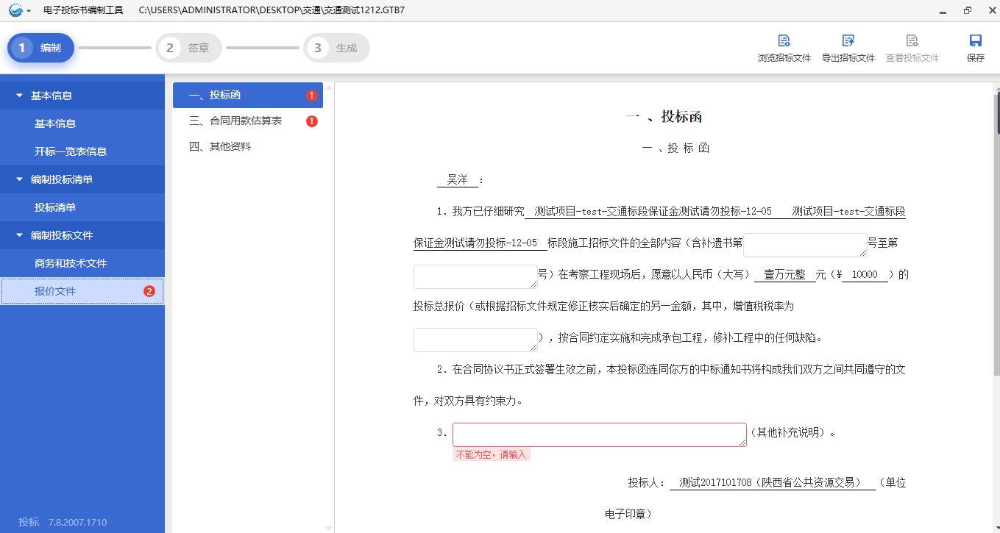 电子投标书编制工具 C:\USERS\ADMINISTRATOR\DESKTOP\交通\交通测试1212.GTB7
1 编制
2 签章
3 生成
浏览招标文件 导出招标文件 查看投标文件 保存
基本信息
基本信息
开标一览表信息
编制投标清单
投标清单
编制投标文件
商务和技术文件
报价文件 2
投标 7.8.2007.1710
一、投标函 1
三、合同用款估算表 1
四、其他资料
一 、投标函
一 、投 标 函
吴洋 ：
1. 我方已仔细研究 测试项目-test-交通标段保证金测试请勿投标-12-05 测试项目-test-交通标段
保证金测试请勿投标-12-05 标段施工招标文件的全部内容（含补遗书第 号至第
号）在考察工程现场后，愿意以人民币（大写） 壹万元整 元（¥ 10000 ）的
投标总报价（或根据招标文件规定修正核实后确定的另一金额，其中，增值税税率为
），按合同约定实施和完成承包工程，修补工程中的任何缺陷。
2. 在合同协议书正式签署生效之前，本投标函连同你方的中标通知书将构成我们双方之间共同遵守的文
件，对双方具有约束力。
3. （其他补充说明）。
不能为空，请输入
投标人： 测试2017101708（陕西省公共资源交易） （单位
电子印章）